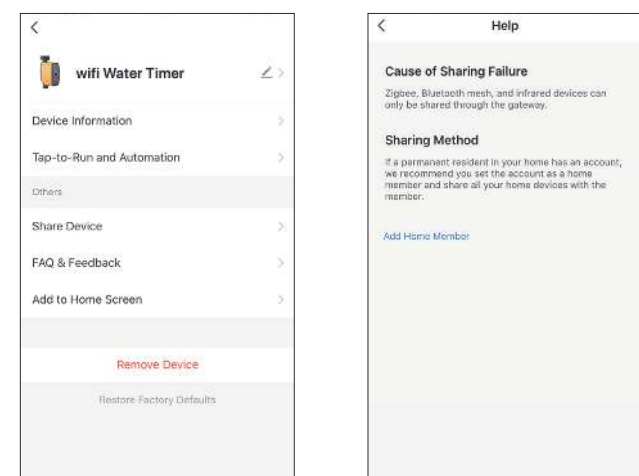 wifi Water Timer
Device Information
Tap-to-Run and Automation
Others
Share Device
FAQ & Feedback
Add to Home Screen
Remove Device
Restore Factory Defaults
Help
Cause of Sharing Failure
Zigbee, Bluetooth mesh, and infrared devices can
only be shared through the gateway.
Sharing Method
If a permanent resident in your home has an account,
we recommend you set the account as a home
member and share all your home devices with the
member.
Add Home Member